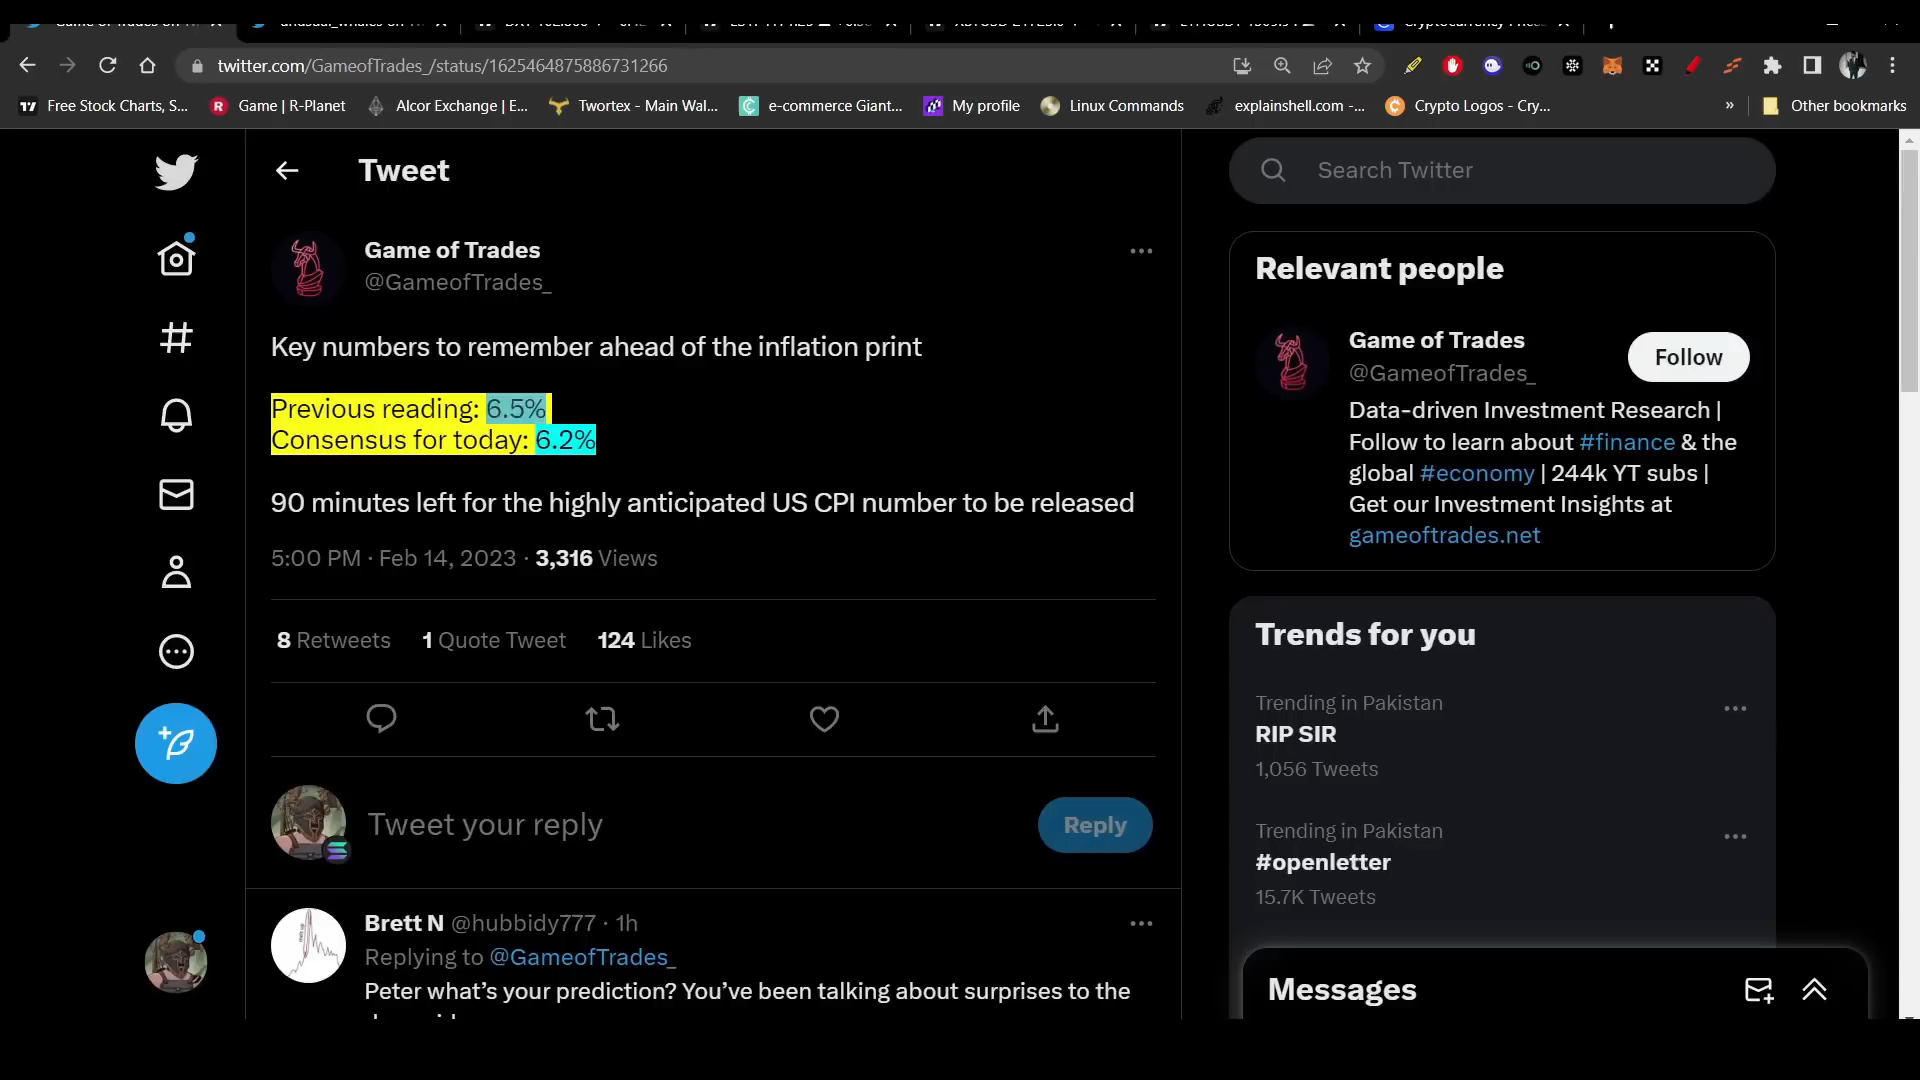 twitter.com/GameofTrades_/status/1625464875886731266
Free Stock Charts, S...
Game | R-Planet
Alcor Exchange | E...
Twortex - Main Wal...
e-commerce Giant...
My profile
Linux Commands
explainshell.com -...
Crypto Logos - Cry...
»
Other bookmarks
Tweet
Game of Trades
@GameofTrades_
Key numbers to remember ahead of the inflation print
Previous reading: 6.5%
Consensus for today: 6.2%
90 minutes left for the highly anticipated US CPI number to be released
5:00 PM · Feb 14, 2023 · 3,316 Views
8 Retweets 1 Quote Tweet 124 Likes
Tweet your reply
Reply
Brett N @hubbidy777 · 1h
Replying to @GameofTrades_
Peter what’s your prediction? You’ve been talking about surprises to the
Search Twitter
Relevant people
Game of Trades
@GameofTrades_
Follow
Data-driven Investment Research |
Follow to learn about #finance & the
global #economy | 244k YT subs |
Get our Investment Insights at
gameoftrades.net
Trends for you
Trending in Pakistan
RIP SIR
1,056 Tweets
Trending in Pakistan
#openletter
15.7K Tweets
Messages